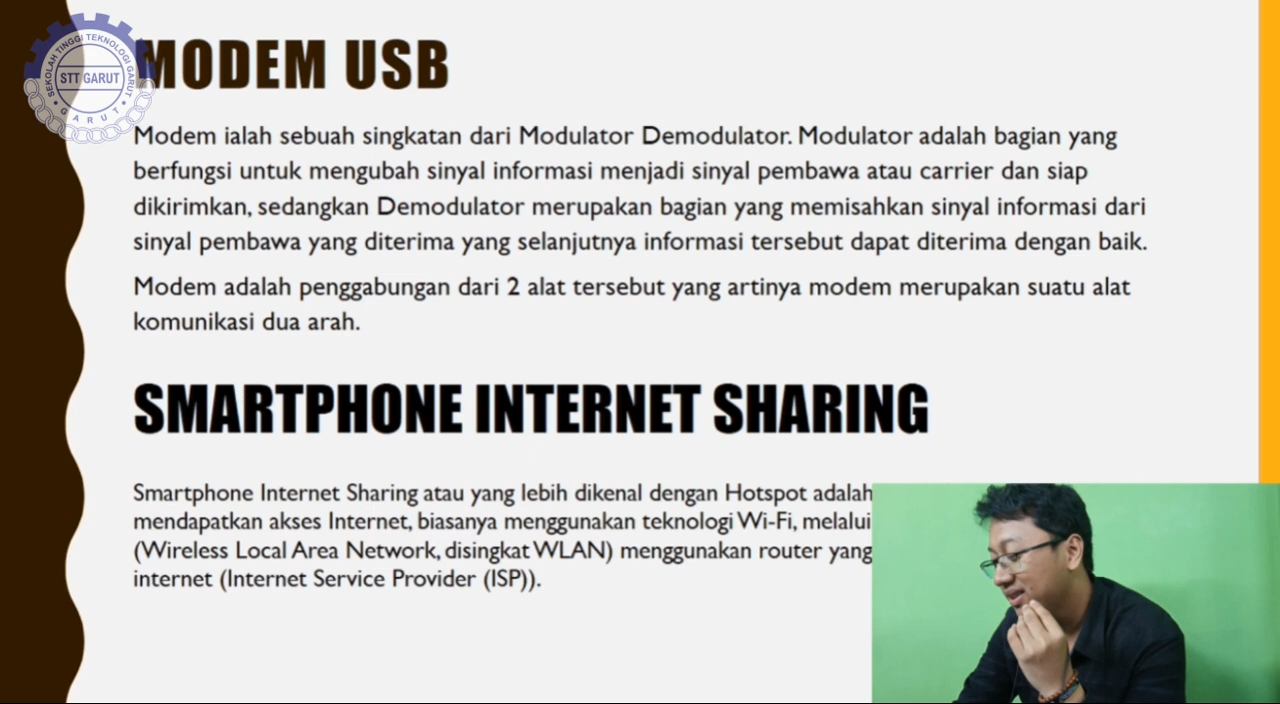 SEKOLAH TINGGI TEKNOLOGI GARUT
STT GARUT
GARUT
MODEM USB
Modem ialah sebuah singkatan dari Modulator Demodulator. Modulator adalah bagian yang
berfungsi untuk mengubah sinyal informasi menjadi sinyal pembawa atau carrier dan siap
dikirimkan, sedangkan Demodulator merupakan bagian yang memisahkan sinyal informasi dari
sinyal pembawa yang diterima yang selanjutnya informasi tersebut dapat diterima dengan baik.
Modem adalah penggabungan dari 2 alat tersebut yang artinya modem merupakan suatu alat
komunikasi dua arah.
SMARTPHONE INTERNET SHARING
Smartphone Internet Sharing atau yang lebih dikenal dengan Hotspot adalah
mendapatkan akses Internet, biasanya menggunakan teknologi Wi-Fi, melalui
(Wireless Local Area Network, disingkat WLAN) menggunakan router yang
internet (Internet Service Provider (ISP)).